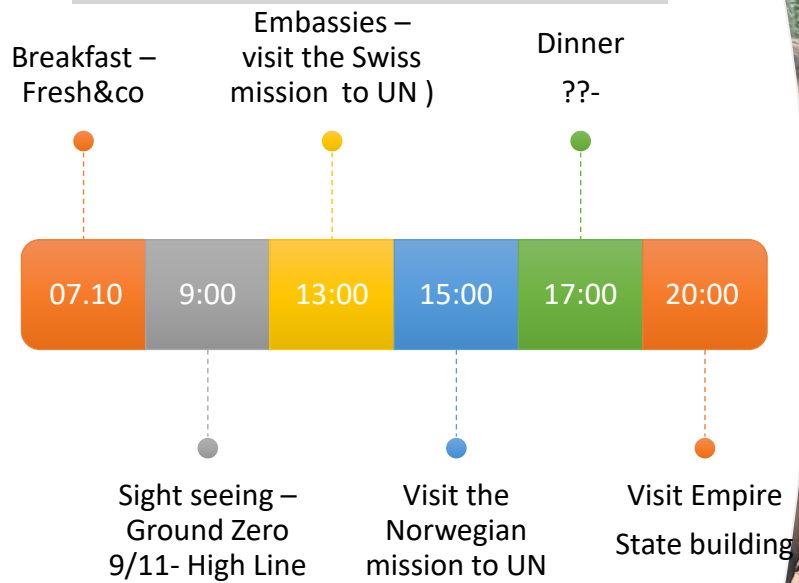 Breakfast –
Fresh&co
Embassies –
visit the Swiss
mission  to UN )
Dinner
??-
07.10
9:00
13:00
15:00
17:00
20:00
Sight seeing –
Ground Zero
9/11- High Line
Visit the
Norwegian
mission to UN
Visit Empire
State building